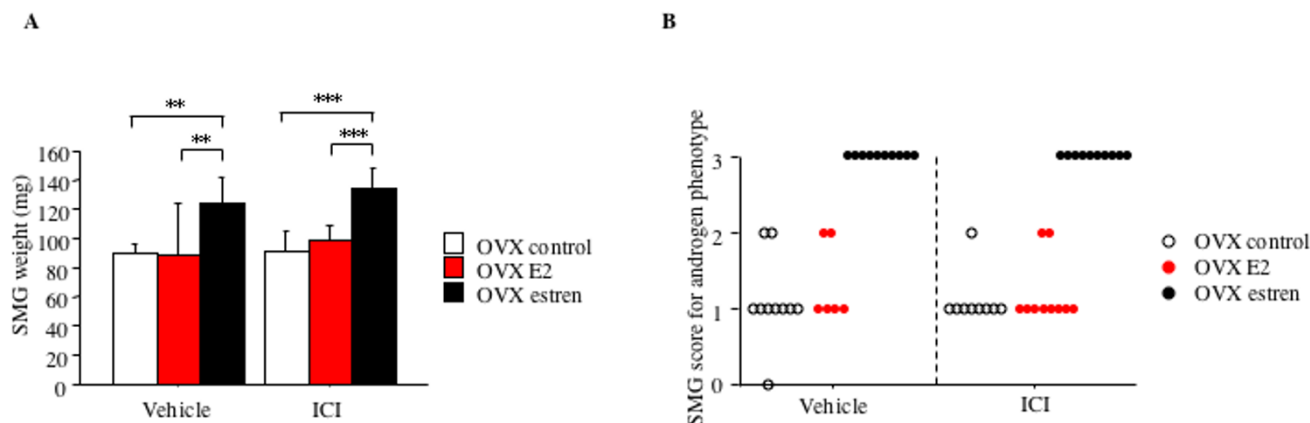 A
B
** ***
** ***
160
140
120
100
80
60
40
20
0
SMG weight (mg)
Vehicle ICI
OVX control
OVX E2
OVX estren
3
2
1
0
SMG score for androgen phenotype
Vehicle ICI
OVX control
OVX E2
OVX estren